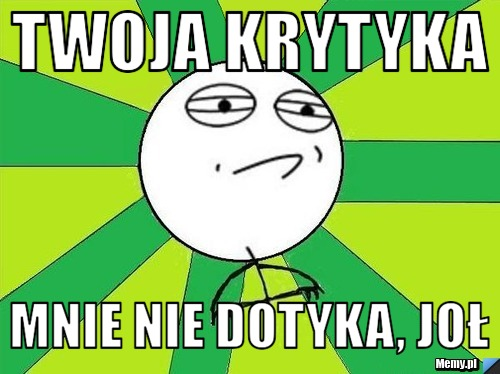 TWOJA KRYTYKA
MNIE NIE DOTYKA, JOŁ
Memy.pl